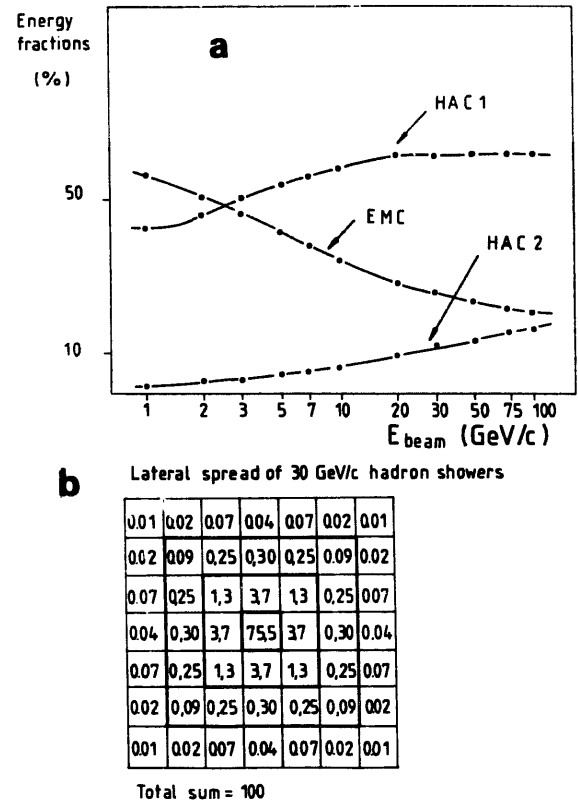 Energy
fractions
(%)
a
HAC 1
50
EMC
HAC 2
10
1 2 3 5 7 10 20 30 50 75 100
E beam (GeV/c)
b
Lateral spread of 30 GeV/c hadron showers
0.01 0.02 0.07 0.04 0.07 0.02 0.01
0.02 0.09 0,25 0,30 0,25 0.09 0.02
0.07 0,25 1,3 3,7 1,3 0,25 007
0.04 0,30 3,7 75,5 3.7 0,30 0.04
0.07 0,25 1.3 3,7 1,3 0,25 0.07
0.02 0,09 0,25 0,30 0,25 0,09 002
0.01 0.02 007 0.04 0.07 0.02 0.01
Total sum = 100